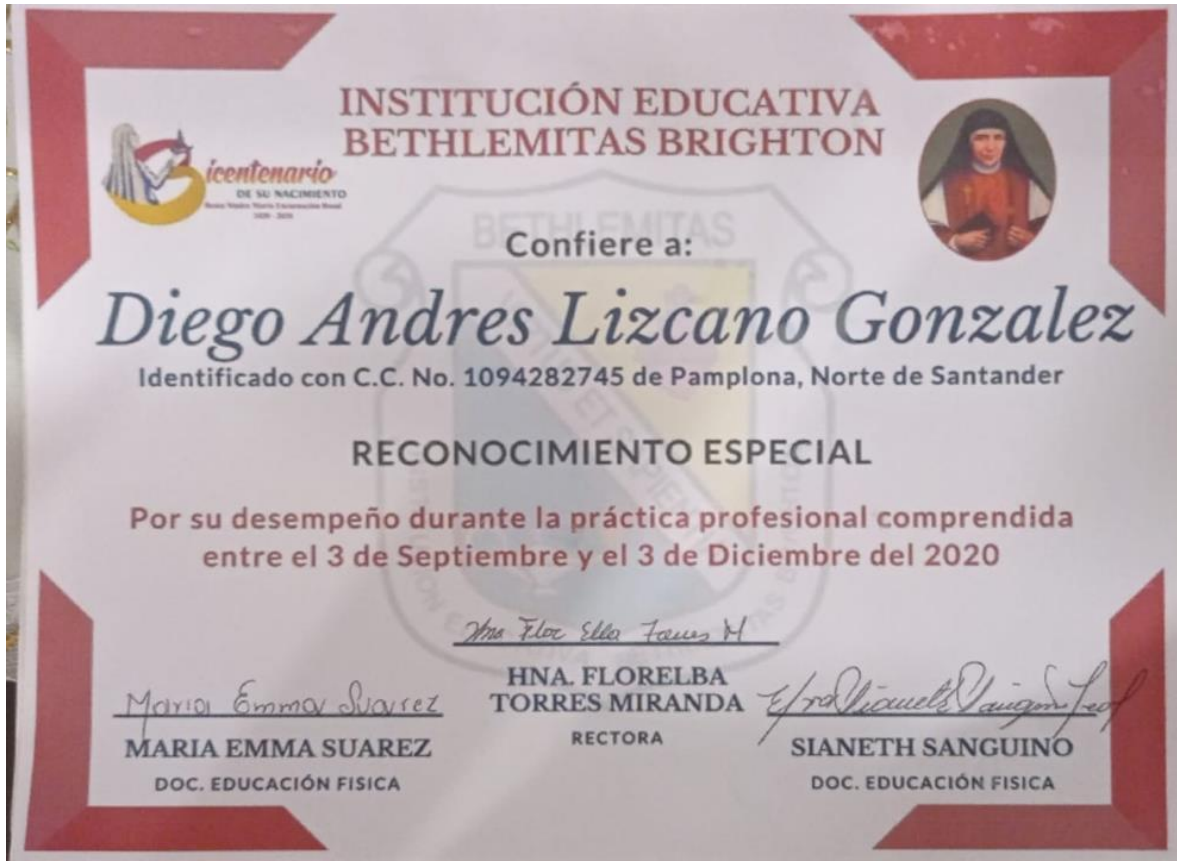 INSTITUCIÓN EDUCATIVA
BETHLEMITAS BRIGHTON
Bicentenario
DE SU NACIMIENTO
BETHLEMITAS
Confiere a:
Diego Andres Lizcano Gonzalez
Identificado con C.C. No. 1094282745 de Pamplona, Norte de Santander
RECONOCIMIENTO ESPECIAL
Por su desempeño durante la práctica profesional comprendida
entre el 3 de Septiembre y el 3 de Diciembre del 2020
HNA. FLORELBA
TORRES MIRANDA
RECTORA
Maria Emma Suarez
MARIA EMMA SUAREZ
DOC. EDUCACIÓN FISICA
SIANETH SANGUINO
DOC. EDUCACIÓN FISICA